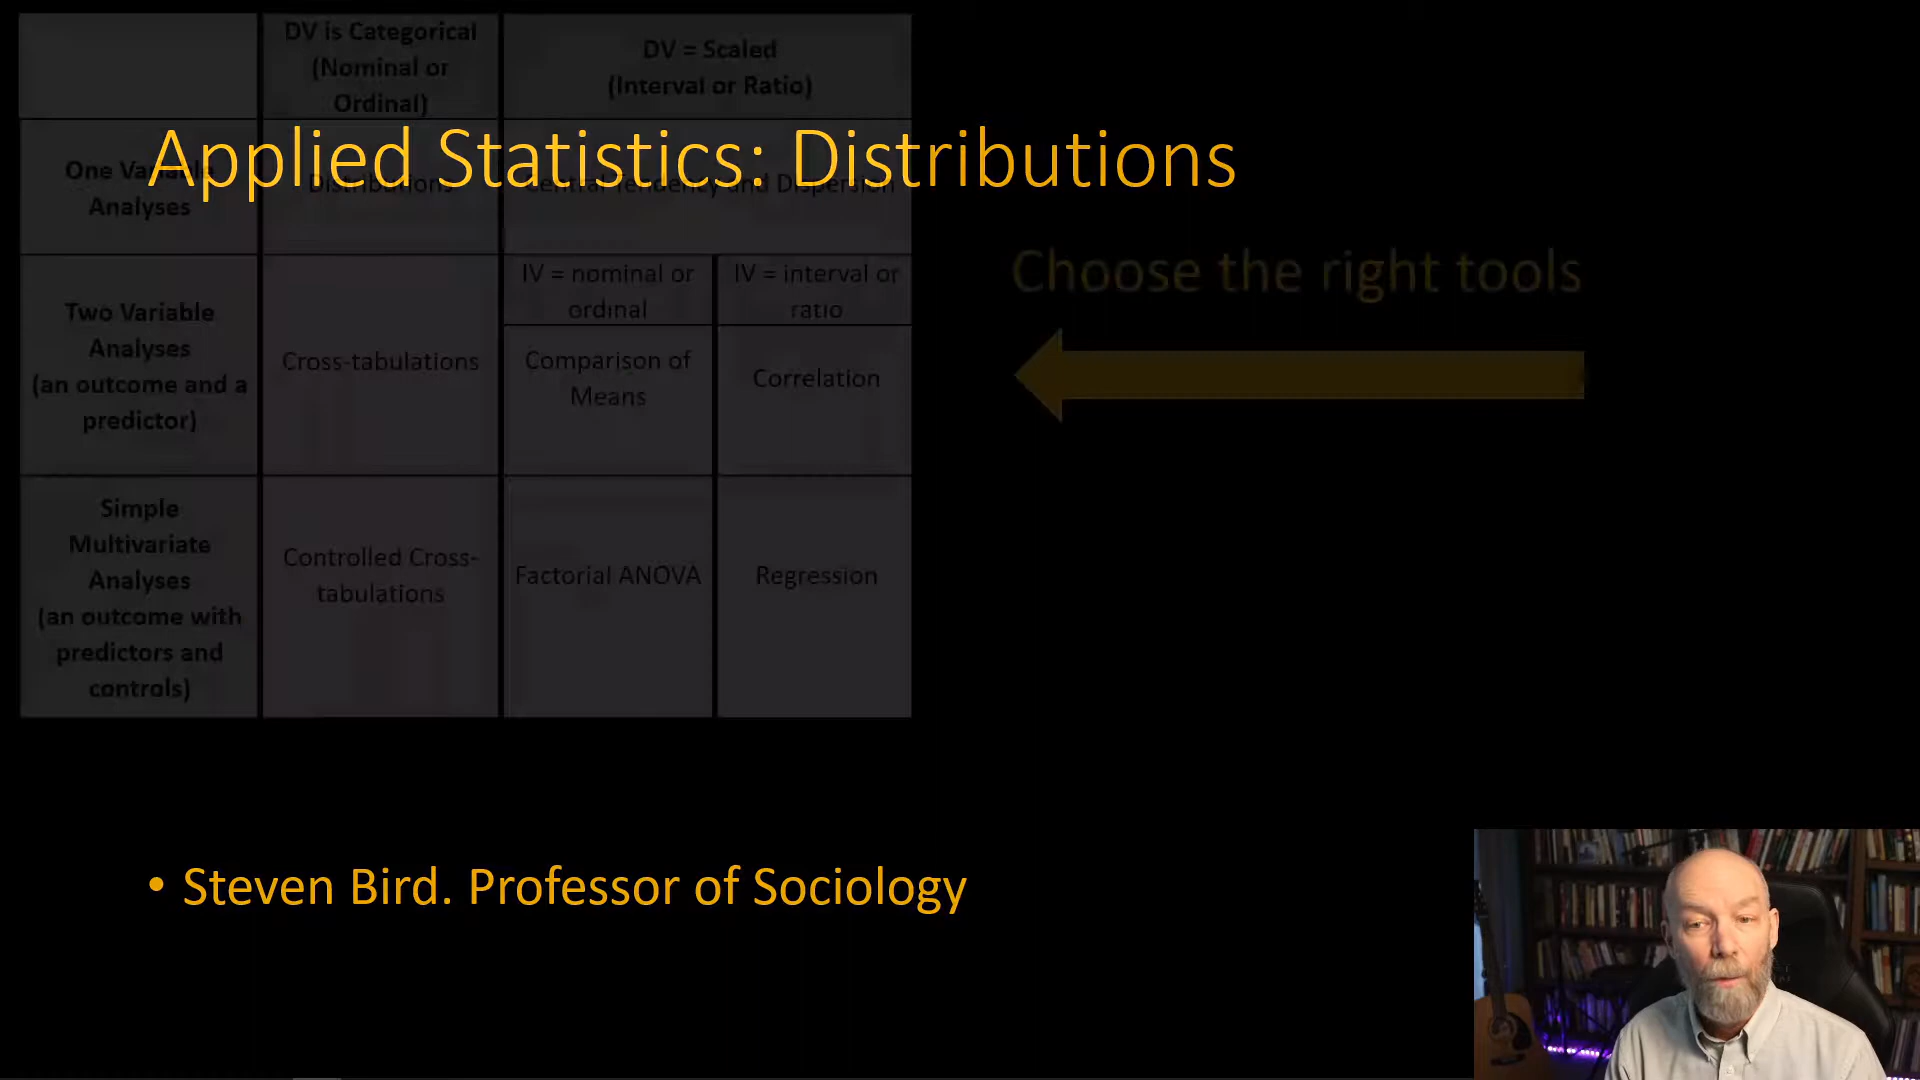 DV is Categorical
(Nominal or
Ordinal)
DV = Scaled
(Interval or Ratio)
Applied Statistics: Distributions
One Variable
Analyses
Distributions
Central Tendency and Dispersion
Choose the right tools
Two Variable
Analyses
(an outcome and a
predictor)
Cross-tabulations
IV = nominal or
ordinal
IV = interval or
ratio
Comparison of
Means
Correlation
Simple
Multivariate
Analyses
(an outcome with
predictors and
controls)
Controlled Cross-
tabulations
Factorial ANOVA
Regression
• Steven Bird. Professor of Sociology